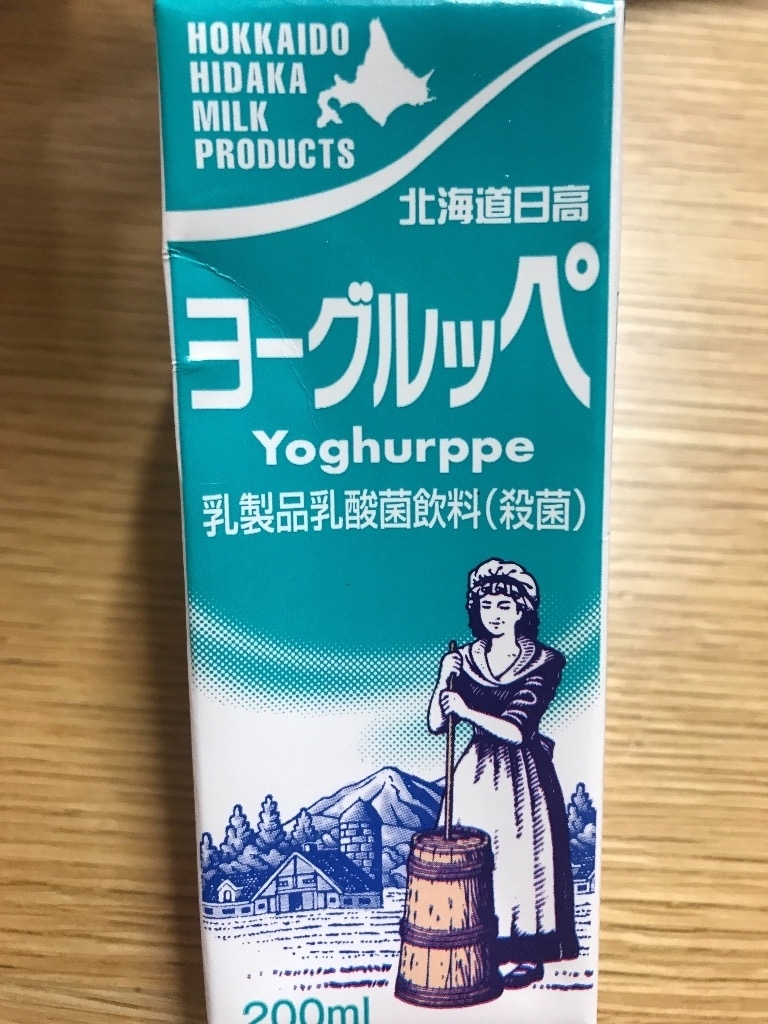 HOKKAIDO
HIDAKA
MILK
PRODUCTS
北海道日高
ヨーグルッペ
Yoghurppe
乳製品乳酸菌飲料(殺菌)
200ml